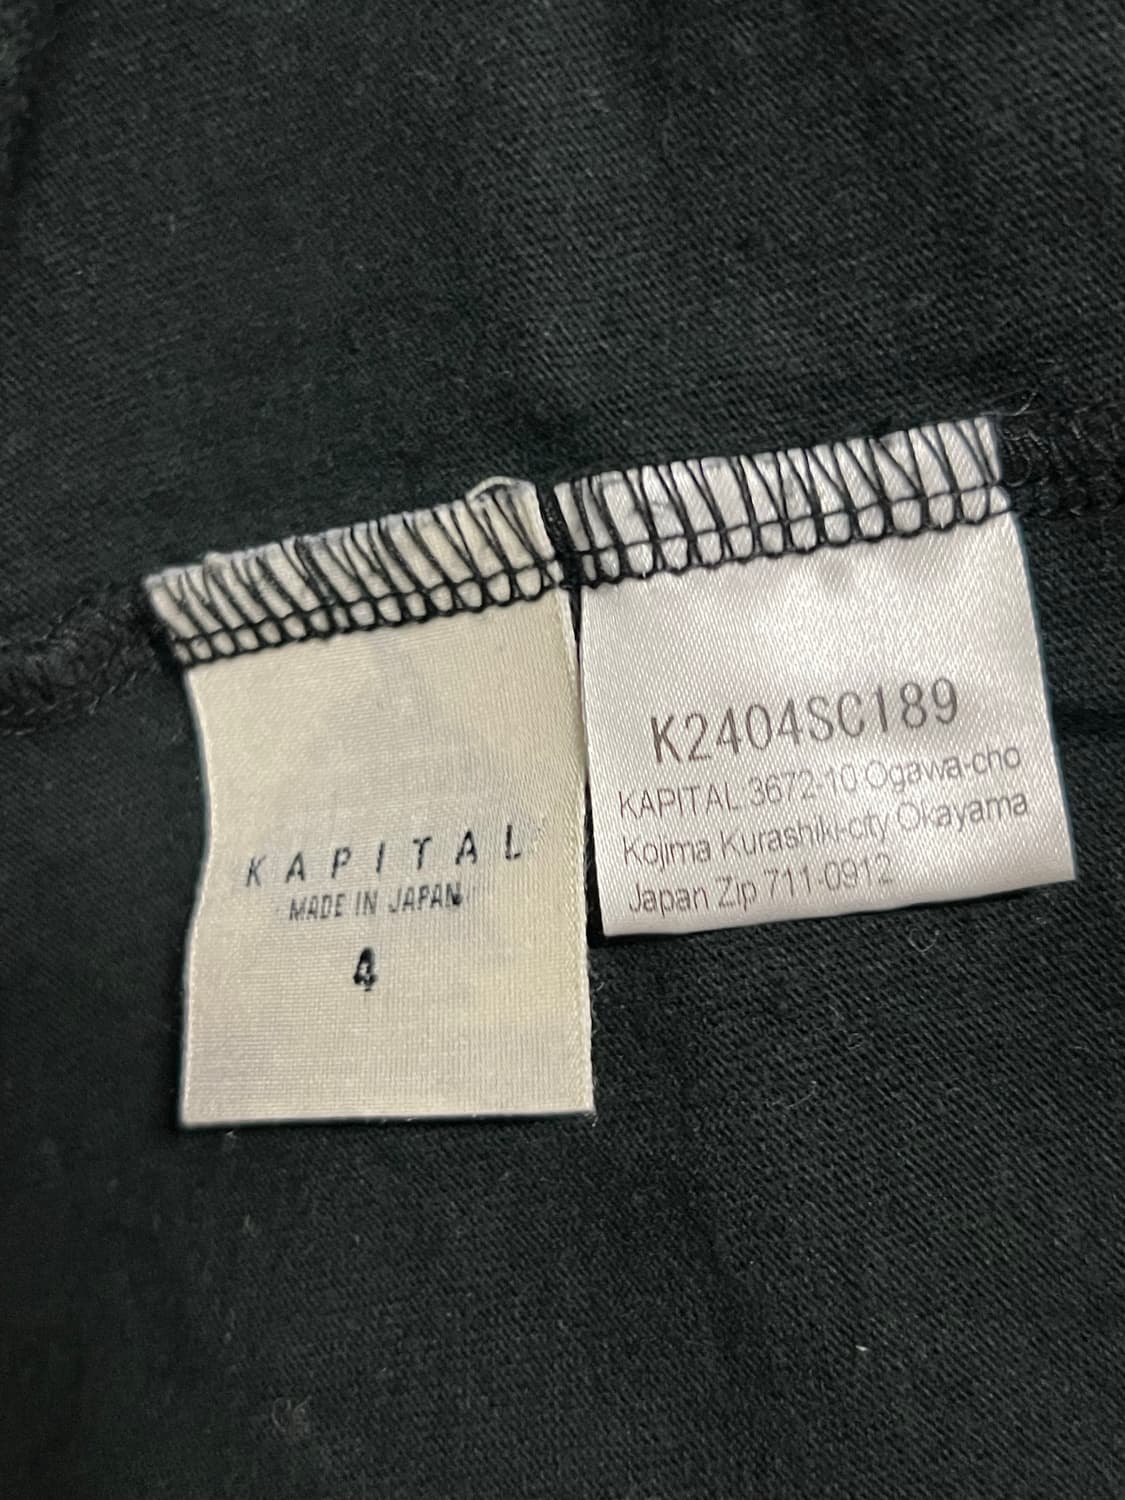 KAPITAL
MADE IN JAPAN
4
K2404SC189
KAPITAL 3672-10 Ogawa-cho
Kojima Kurashiki-city Okayama
Japan Zip 711-0912